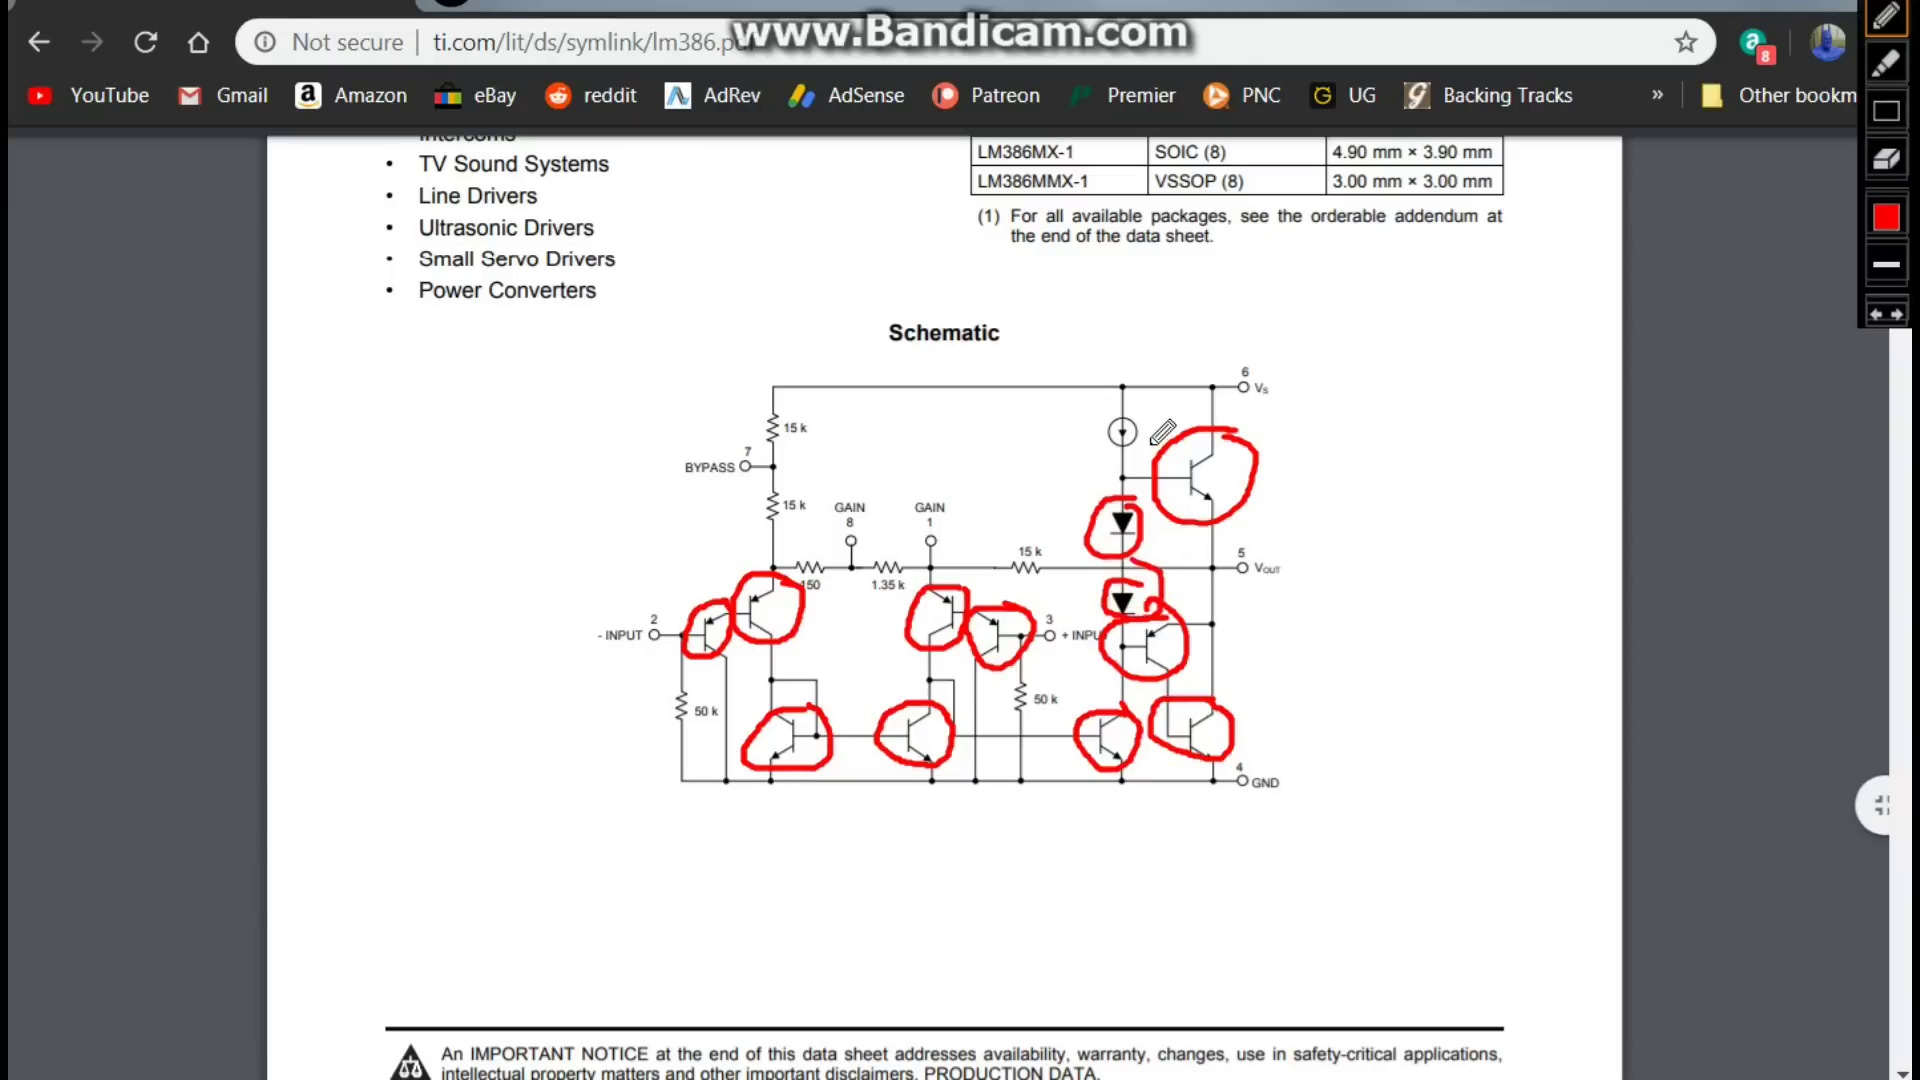 www.Bandicam.com
Not secure | ti.com/lit/ds/symlink/lm386.p
8
YouTube Gmail Amazon eBay reddit AdRev AdSense Patreon Premier PNC UG Backing Tracks » Other bookm
Intercoms
• TV Sound Systems
• Line Drivers
• Ultrasonic Drivers
• Small Servo Drivers
• Power Converters
LM386MX-1 SOIC (8) 4.90 mm × 3.90 mm
LM386MMX-1 VSSOP (8) 3.00 mm × 3.00 mm
(1) For all available packages, see the orderable addendum at
the end of the data sheet.
Schematic
6
VS
15 k
7
BYPASS
15 k
GAIN
8
GAIN
1
15 k
5
VOUT
150
1.35 k
2
- INPUT
3
+ INPU
50 k
50 k
4
GND
An IMPORTANT NOTICE at the end of this data sheet addresses availability, warranty, changes, use in safety-critical applications,
intellectual property matters and other important disclaimers. PRODUCTION DATA.